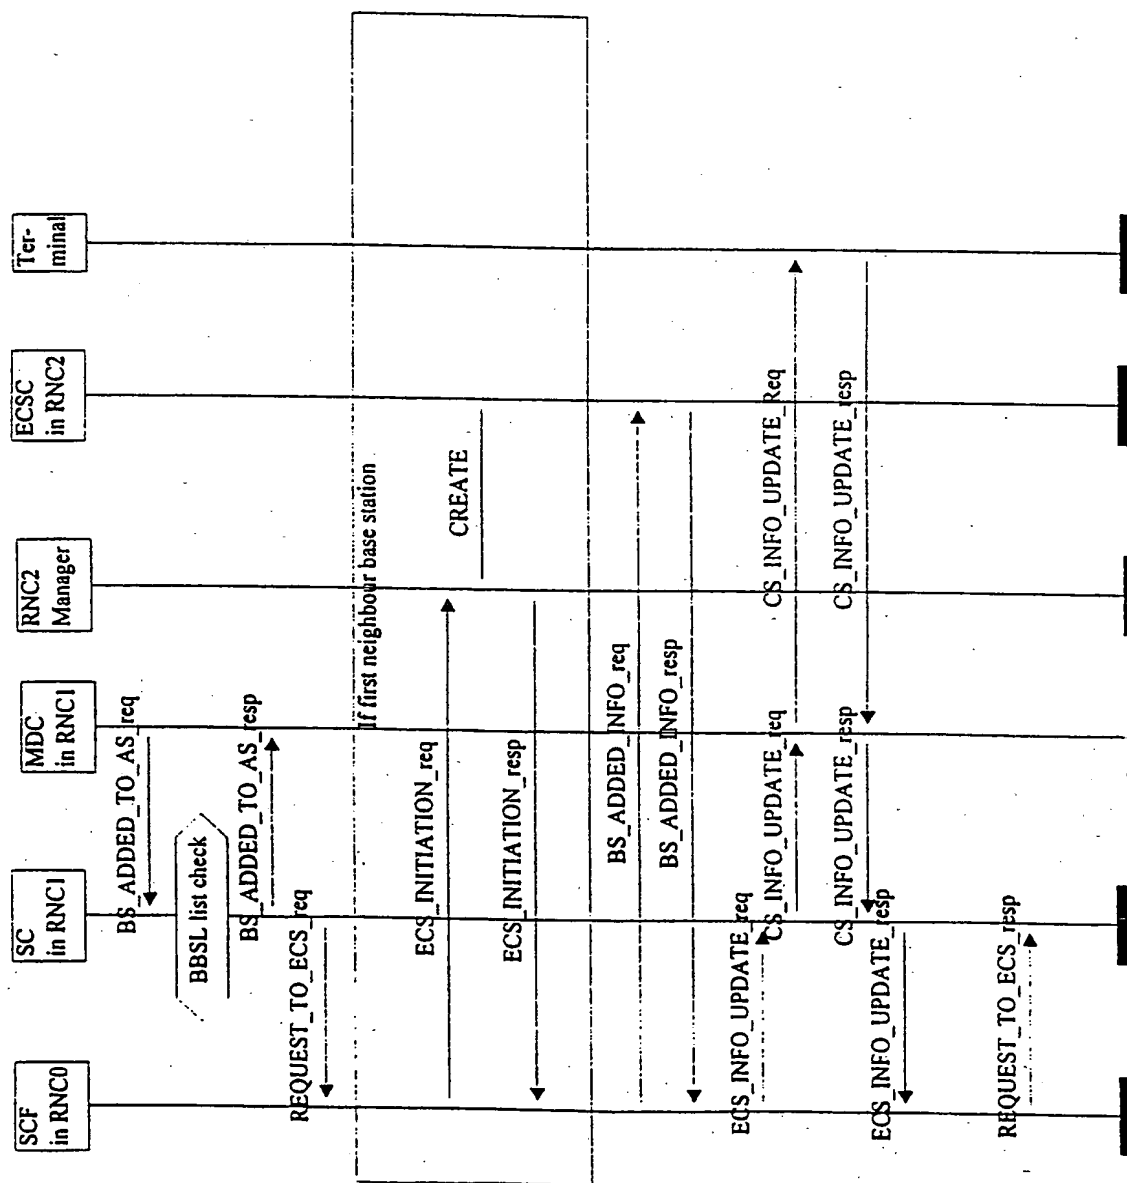 SCF
in RNC0
SC
in RNC1
MDC
in RNC1
RNC2
Manager
ECSC
in RNC2
Ter-
minal
BS_ADDED_TO_AS_req
BBSL list check
BS_ADDED_TO_AS_resp
REQUEST_TO_ECS_req
If first neighbour base station
ECS_INITIATION_req
CREATE
ECS_INITIATION_resp
BS_ADDED_INFO_req
BS_ADDED_INFO_resp
ECS_INFO_UPDATE_req
CS_INFO_UPDATE_req
CS_INFO_UPDATE_Req
CS_INFO_UPDATE_resp
CS_INFO_UPDATE_resp
ECS_INFO_UPDATE_resp
REQUEST_TO_ECS_resp